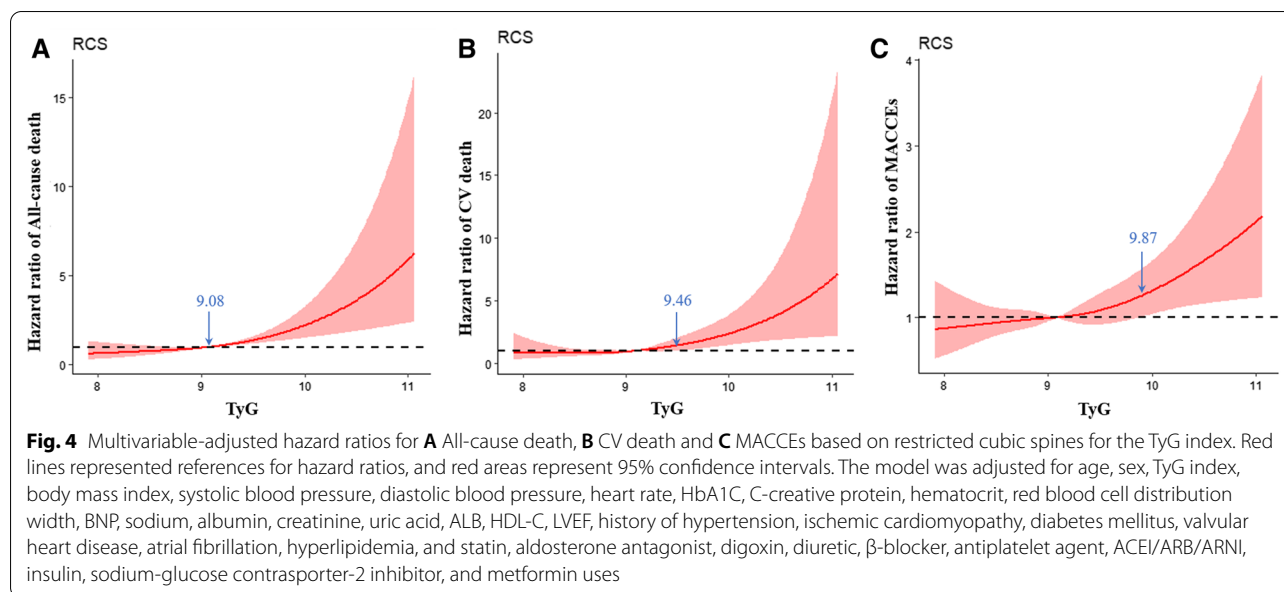 A
RCS
Hazard ratio of All-cause death
15
10
5
0
9.08
8
9
10
11
TyG
B
RCS
Hazard ratio of CV death
20
15
10
5
0
9.46
8
9
10
11
TyG
C
RCS
Hazard ratio of MACCEs
4
3
2
1
9.87
8
9
10
11
TyG
Fig. 4 Multivariable-adjusted hazard ratios for A All-cause death, B CV death and C MACCEs based on restricted cubic spines for the TyG index. Red
lines represented references for hazard ratios, and red areas represent 95% confidence intervals. The model was adjusted for age, sex, TyG index,
body mass index, systolic blood pressure, diastolic blood pressure, heart rate, HbA1C, C-creative protein, hematocrit, red blood cell distribution
width, BNP, sodium, albumin, creatinine, uric acid, ALB, HDL-C, LVEF, history of hypertension, ischemic cardiomyopathy, diabetes mellitus, valvular
heart disease, atrial fibrillation, hyperlipidemia, and statin, aldosterone antagonist, digoxin, diuretic, β-blocker, antiplatelet agent, ACEI/ARB/ARNI,
insulin, sodium-glucose contrasporter-2 inhibitor, and metformin uses